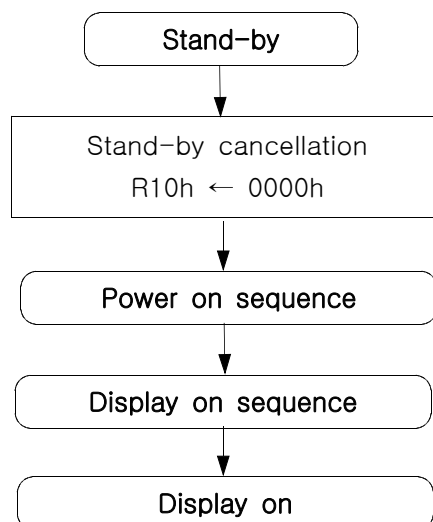 Stand-by
Stand-by cancellation
R10h ← 0000h
Power on sequence
Display on sequence
Display on